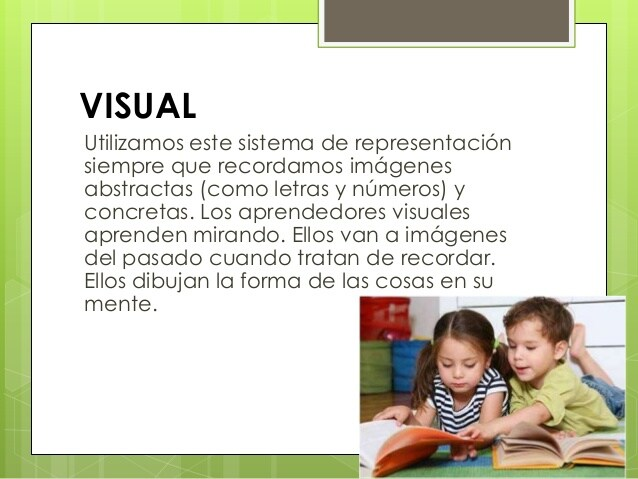 VISUAL
Utilizamos este sistema de representación
siempre que recordamos imágenes
abstractas (como letras y números) y
concretas. Los aprendedores visuales
aprenden mirando. Ellos van a imágenes
del pasado cuando tratan de recordar.
Ellos dibujan la forma de las cosas en su
mente.